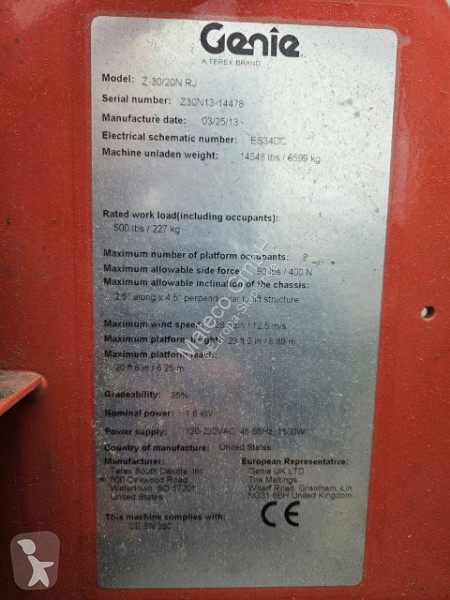 Genie
A TEREX BRAND
Model: Z-30/20N RJ
Serial number: Z30N13-14478
Manufacture date: 03/25/13
Electrical schematic number: ES34DC
Machine unladen weight: 14548 lbs / 6599 kg
Rated work load(including occupants):
500 lbs / 227 kg
Maximum number of platform occupants: 2
Maximum allowable side force: 90 lbs / 400 N
Maximum allowable inclination of the chassis:
2.5° along x 4.5° structure
Maximum wind speed: 12.5 m/s
Maximum platform height: 29 ft 2 in / 8.89 m
Maximum platform reach:
20 ft 6 in / 6.25 m
Gradeability: 35%
Nominal power: 1.6 kW
Power supply: 120-230VAC, 45-65Hz, 1500W
Country of manufacture: United States
Manufacturer:
Terex South Dakota, Inc
500 Oakwood Road
Watertown, SD 57201
United States
European Representative:
Genie UK LTD
The Maltings
Wharf Road, Grantham, Lin
NG31 6BH United Kingdom
This machine complies with:
CE EN 280
CE
Mateco GmbH